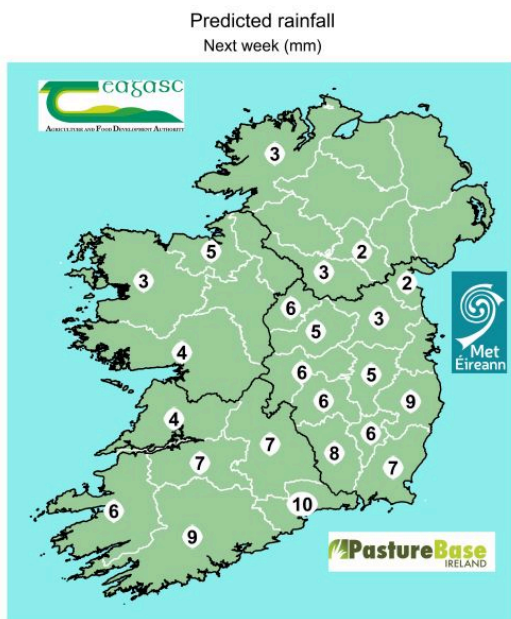 Predicted rainfall
Next week (mm)
Teagasc
AGRICULTURE AND FOOD DEVELOPMENT AUTHORITY
3
5
2
3
3
2
6
3
5
4
6
5
6
9
4
7
6
7
8
7
6
10
9
Met
Éireann
PastureBase
IRELAND